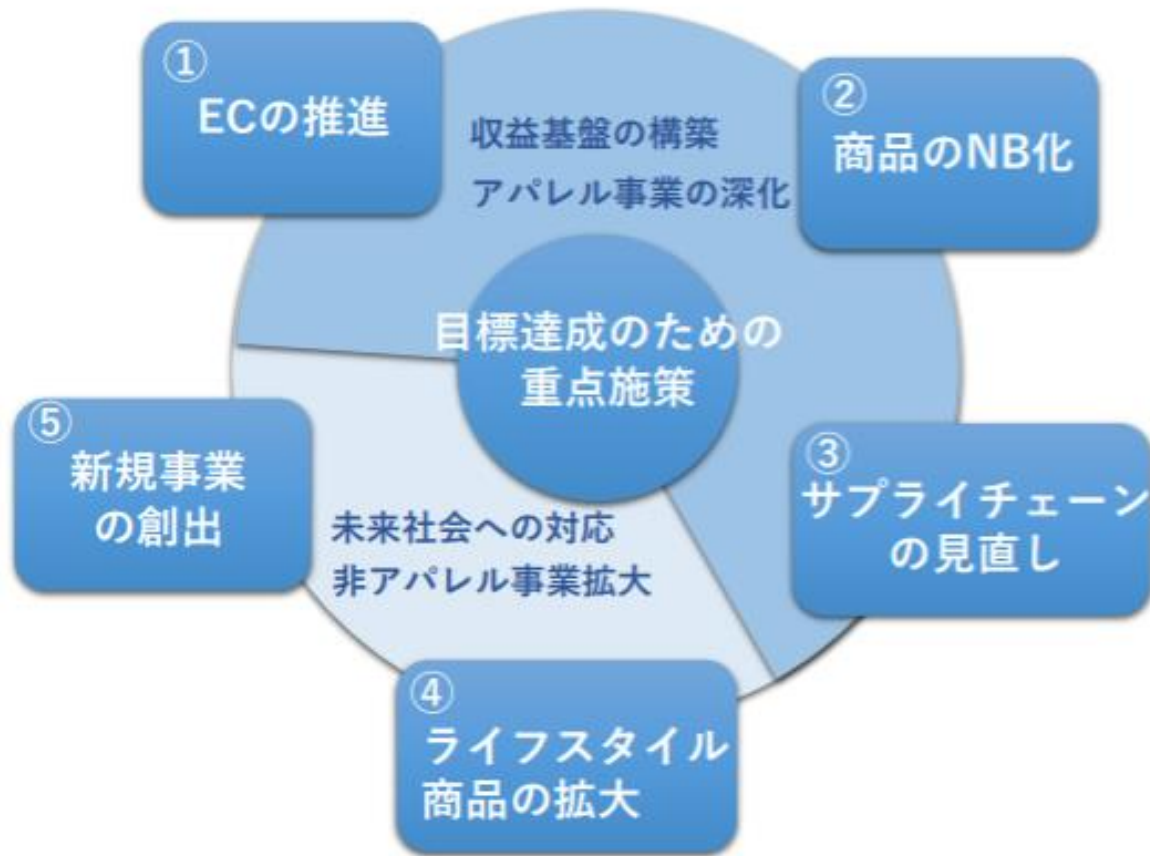 ①
ECの推進
収益基盤の構築
アパレル事業の深化
②
商品のNB化
目標達成のための
重点施策
③
サプライチェーン
の見直し
④
ライフスタイル
商品の拡大
⑤
新規事業
の創出
未来社会への対応
非アパレル事業拡大